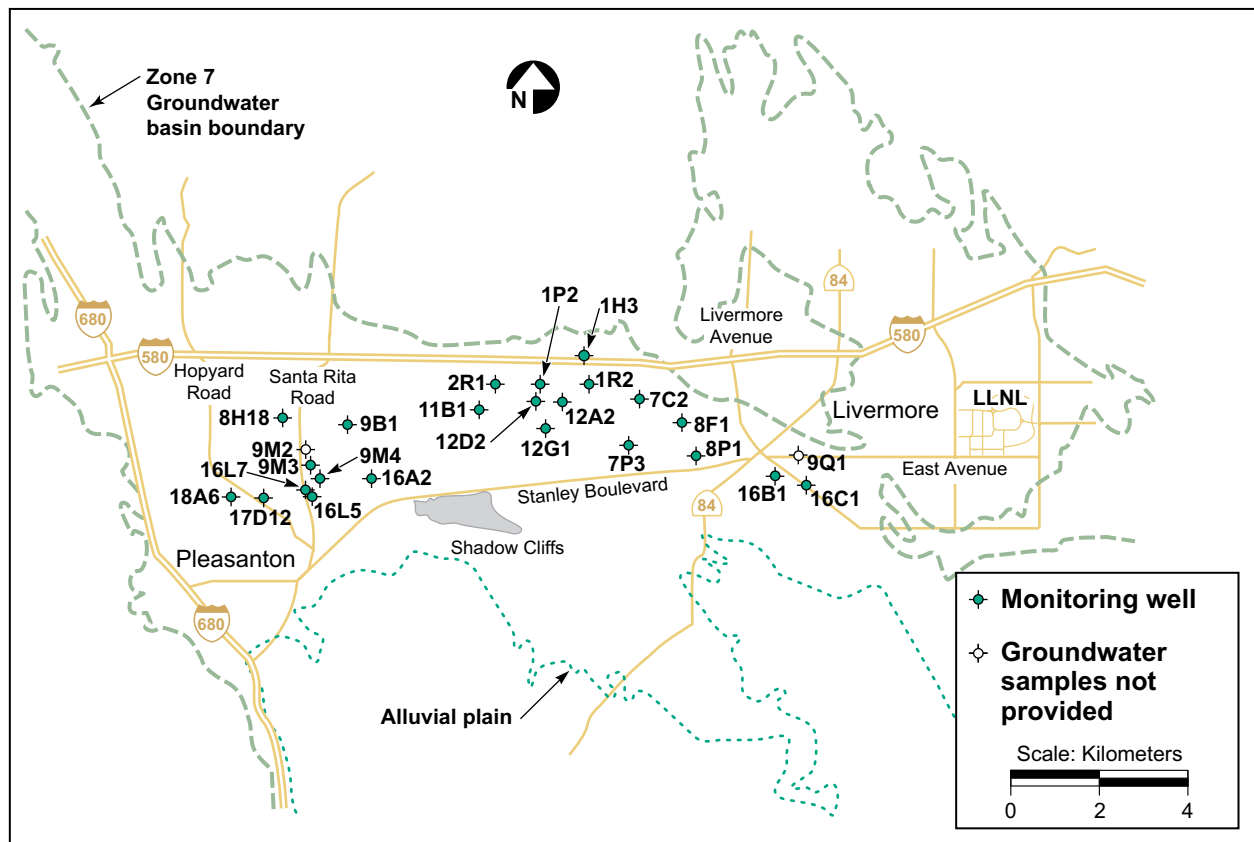 Zone 7
Groundwater
basin boundary
N
1P2
1H3
84
Livermore
Avenue
680
580
580
Hopyard
Road
Santa Rita
Road
2R1
1R2
7C2
LLNL
11B1
12A2
Livermore
8H18
9B1
12D2
12G1
8F1
9M2
9M4
7P3
8P1
9Q1
16L7
9M3
16A2
East Avenue
18A6
Stanley Boulevard
16B1
16C1
17D12
16L5
84
Shadow Cliffs
Pleasanton
680
Alluvial plain
Monitoring well
Groundwater
samples not
provided
Scale: Kilometers
0 2 4